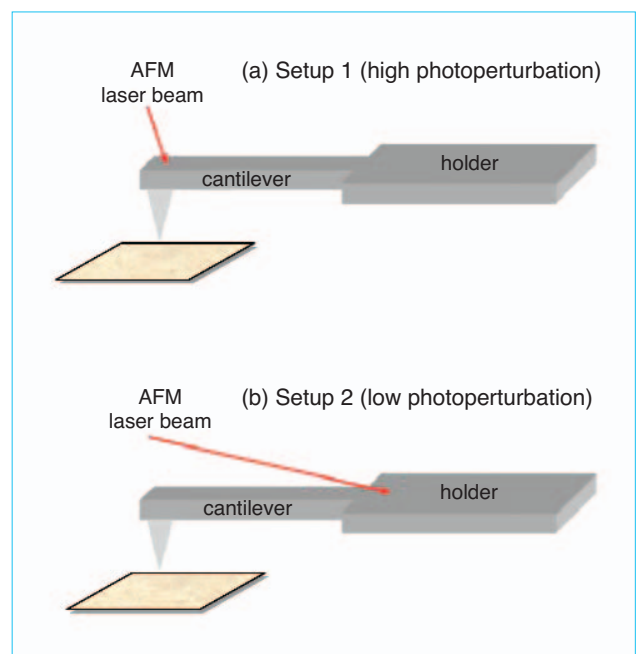 AFM
laser beam
(a) Setup 1 (high photoperturbation)
holder
cantilever
AFM
laser beam
(b) Setup 2 (low photoperturbation)
holder
cantilever